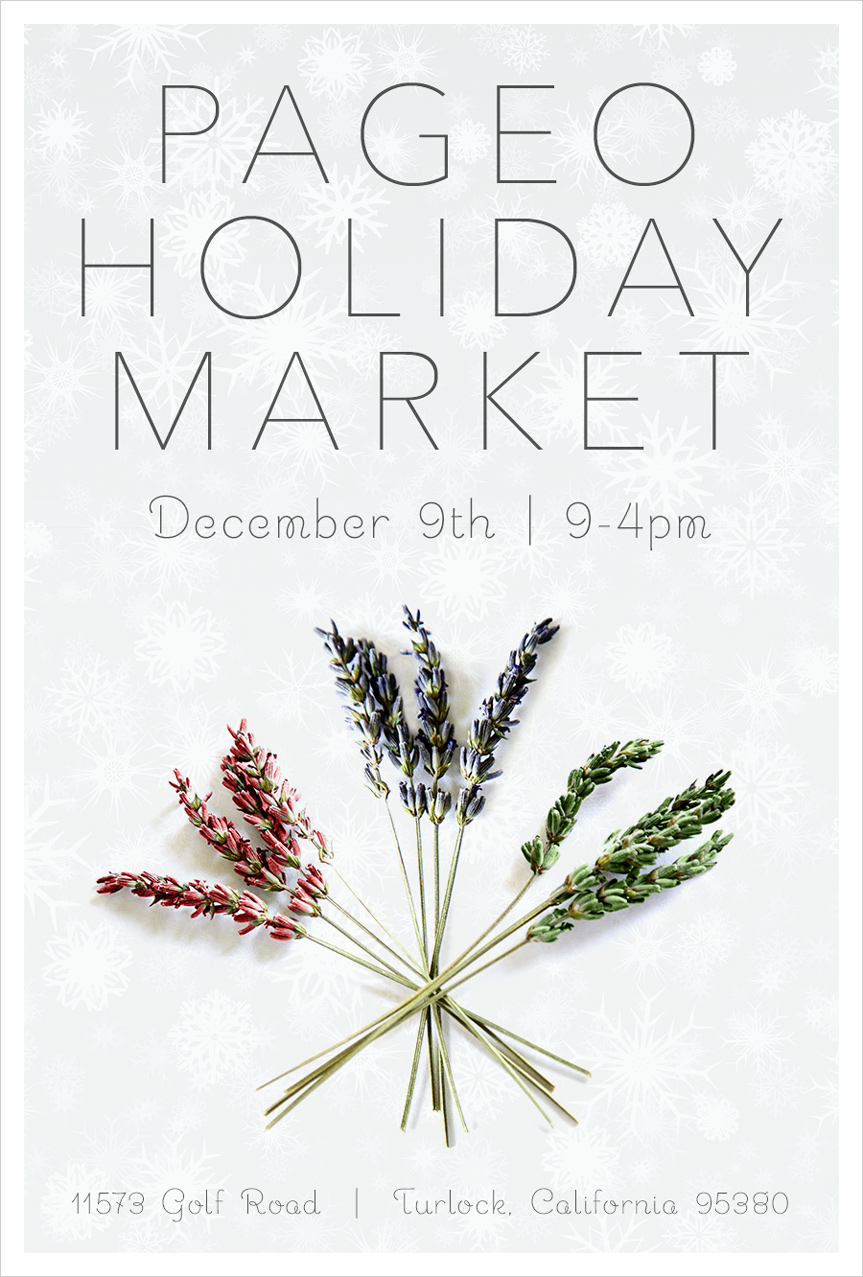 PAGEO
HOLIDAY
MARKET
December 9th | 9-4pm
11573 Golf Road | Turlock, California 95380